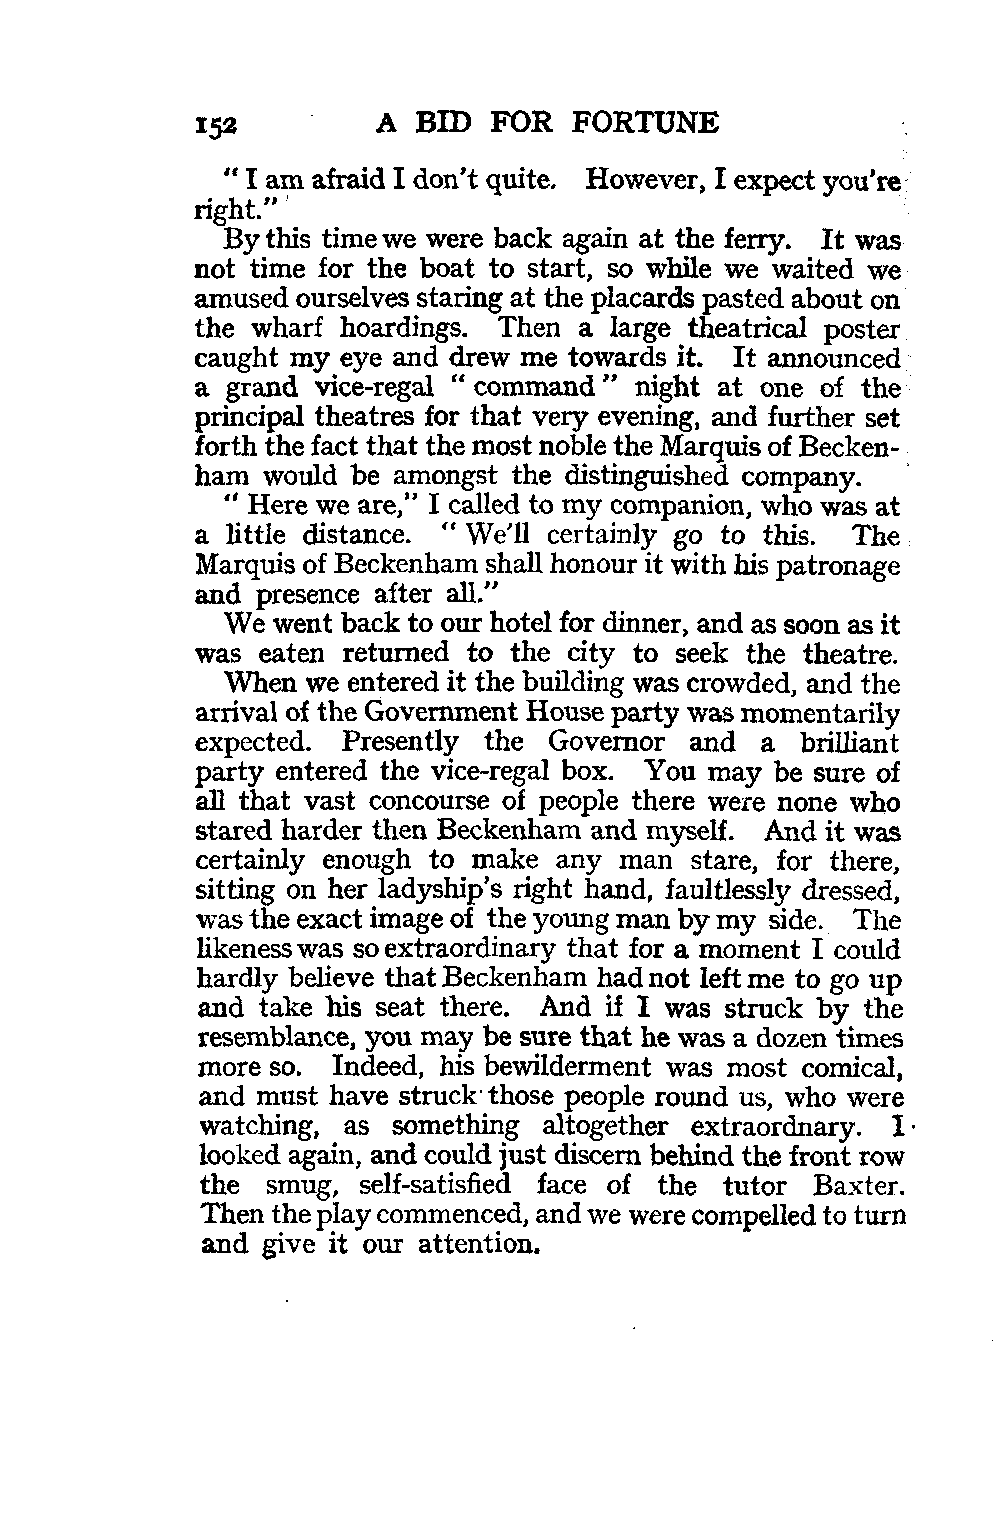 152 A BID FOR FORTUNE
" I am afraid I don't quite. However, I expect you're
right."
By this time we were back again at the ferry. It was
not time for the boat to start, so while we waited we
amused ourselves staring at the placards pasted about on
the wharf hoardings. Then a large theatrical poster
caught my eye and drew me towards it. It announced
a grand vice-regal " command " night at one of the
principal theatres for that very evening, and further set
forth the fact that the most noble the Marquis of Becken-
ham would be amongst the distinguished company.
" Here we are," I called to my companion, who was at
a little distance. " We'll certainly go to this. The
Marquis of Beckenham shall honour it with his patronage
and presence after all."
We went back to our hotel for dinner, and as soon as it
was eaten returned to the city to seek the theatre.
When we entered it the building was crowded, and the
arrival of the Government House party was momentarily
expected. Presently the Governor and a brilliant
party entered the vice-regal box. You may be sure of
all that vast concourse of people there were none who
stared harder then Beckenham and myself. And it was
certainly enough to make any man stare, for there,
sitting on her ladyship's right hand, faultlessly dressed,
was the exact image of the young man by my side. The
likeness was so extraordinary that for a moment I could
hardly believe that Beckenham had not left me to go up
and take his seat there. And if I was struck by the
resemblance, you may be sure that he was a dozen times
more so. Indeed, his bewilderment was most comical,
and must have struck those people round us, who were
watching, as something altogether extraordnary. I
looked again, and could just discern behind the front row
the smug, self-satisfied face of the tutor Baxter.
Then the play commenced, and we were compelled to turn
and give it our attention.